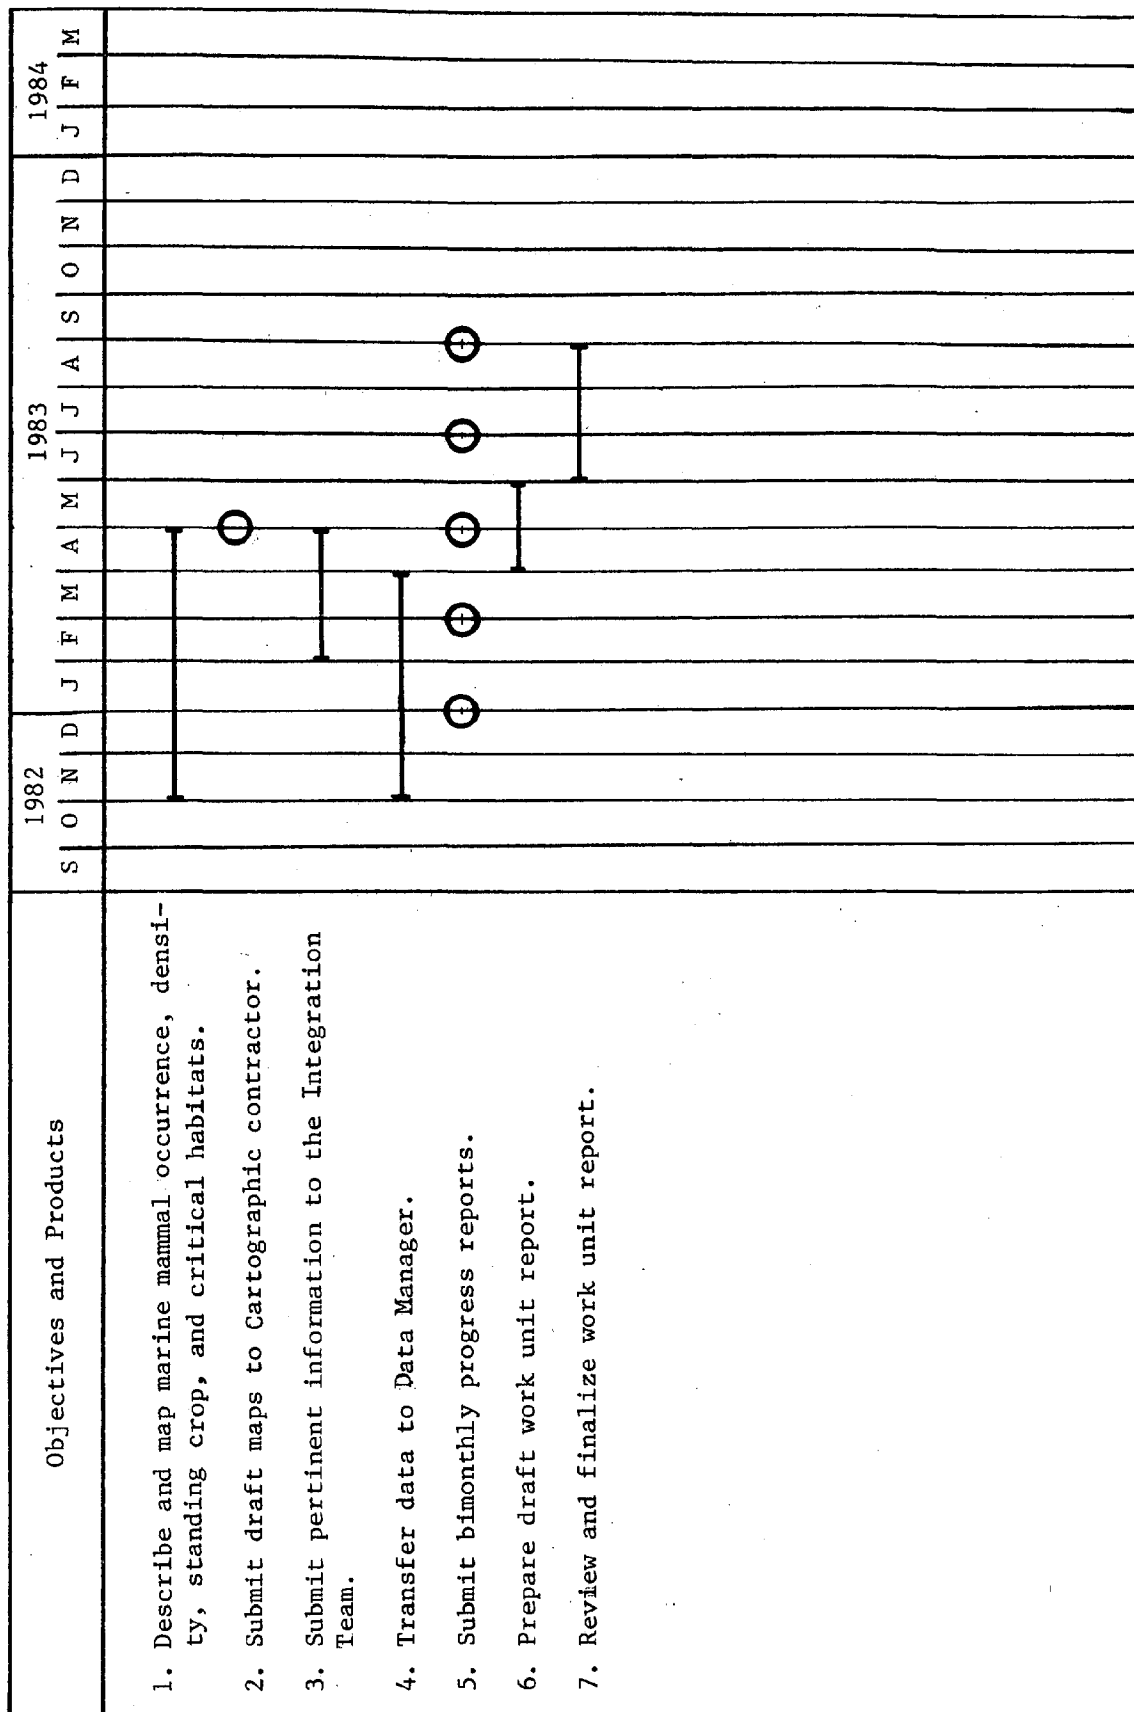 Objectives and Products
1982
1983
1984
S O N D J F M A M J J A S O N D J F M
1. Describe and map marine mammal occurrence, densi-
ty, standing crop, and critical habitats.
2. Submit draft maps to Cartographic contractor.
3. Submit pertinent information to the Integration
Team.
4. Transfer data to Data Manager.
5. Submit bimonthly progress reports.
6. Prepare draft work unit report.
7. Review and finalize work unit report.